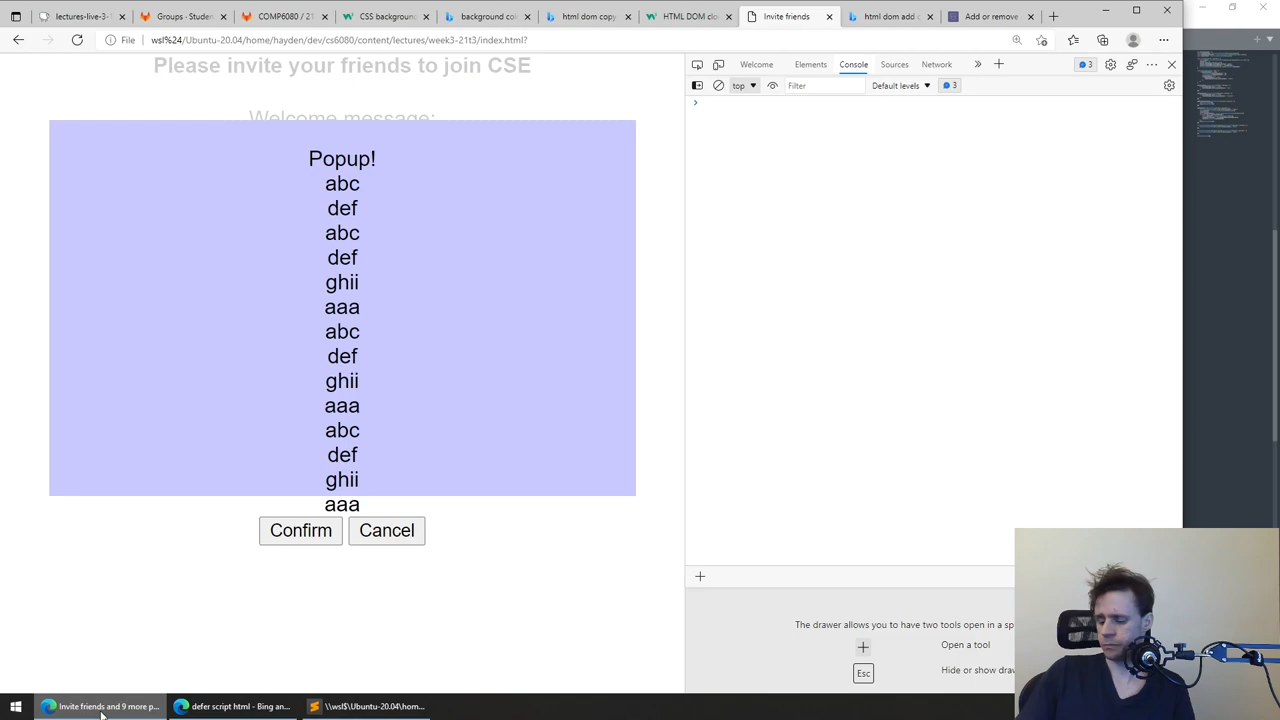 lectures-live-3-1
Groups - Studen
COMP6080 / 21
CSS background
background col
html dom copy
HTML DOM clon
Invite friends
html dom add c
Add or remove
File
wsl%24/Ubuntu-20.04/home/hayden/dev/cs6080/content/lectures/week3-21t3/index.html?
Please invite your friends to join CSE
Welcome message:
Popup!
abc
def
abc
def
ghii
aaa
abc
def
ghii
aaa
abc
def
ghii
aaa
Confirm Cancel
Welcome Elements Console Sources Network
3
top Filter Default levels 3
The drawer allows you to have two tools open in a sp
Open a tool
Esc Hide or show draw
Invite friends and 9 more p...
defer script html - Bing an...
\\wsl$\Ubuntu-20.04\hom...